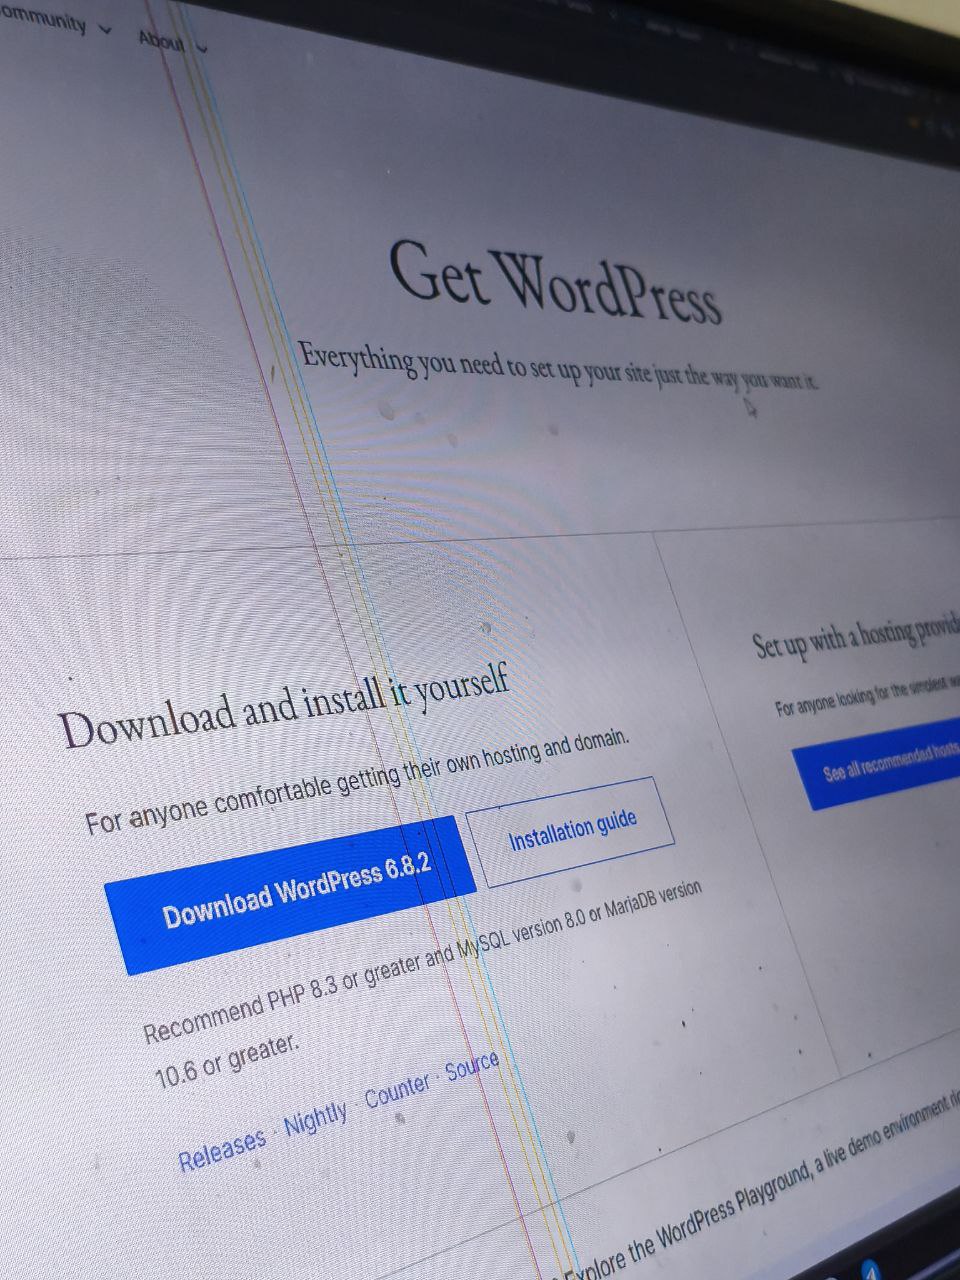 ommunity
About
Get WordPress
Everything you need to set up your site just the way you want it.
Download and install it yourself
For anyone comfortable getting their own hosting and domain.
Download WordPress 6.8.2
Installation guide
Recommend PHP 8.3 or greater and MySQL version 8.0 or MariaDB version
10.6 or greater.
Releases · Nightly · Counter · Source
Set up with a hosting provid
For anyone looking for the simplest
See all recommended hosts
Explore the WordPress Playground, a live demo environment